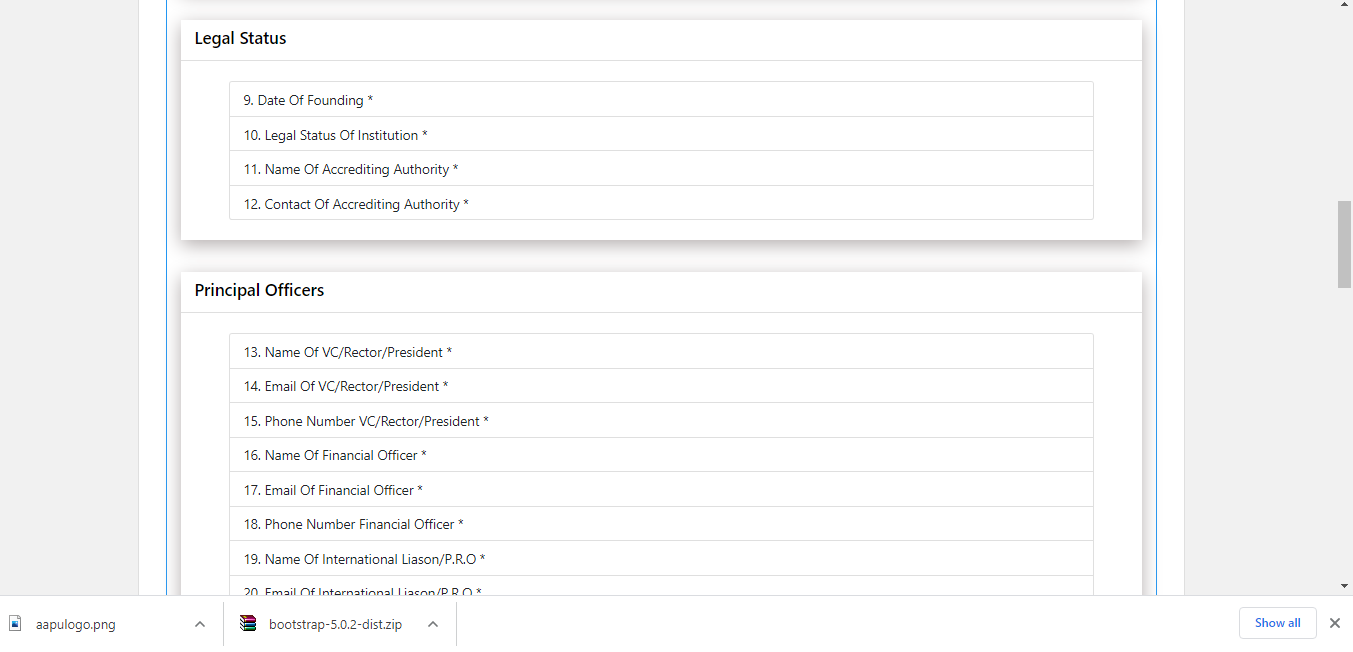 Legal Status
9. Date Of Founding *
10. Legal Status Of Institution *
11. Name Of Accrediting Authority *
12. Contact Of Accrediting Authority *
Principal Officers
13. Name Of VC/Rector/President *
14. Email Of VC/Rector/President *
15. Phone Number VC/Rector/President *
16. Name Of Financial Officer *
17. Email Of Financial Officer *
18. Phone Number Financial Officer *
19. Name Of International Liason/P.R.O *
20. Email Of International Liason/P.R.O *
aapulogo.png
bootstrap-5.0.2-dist.zip
Show all